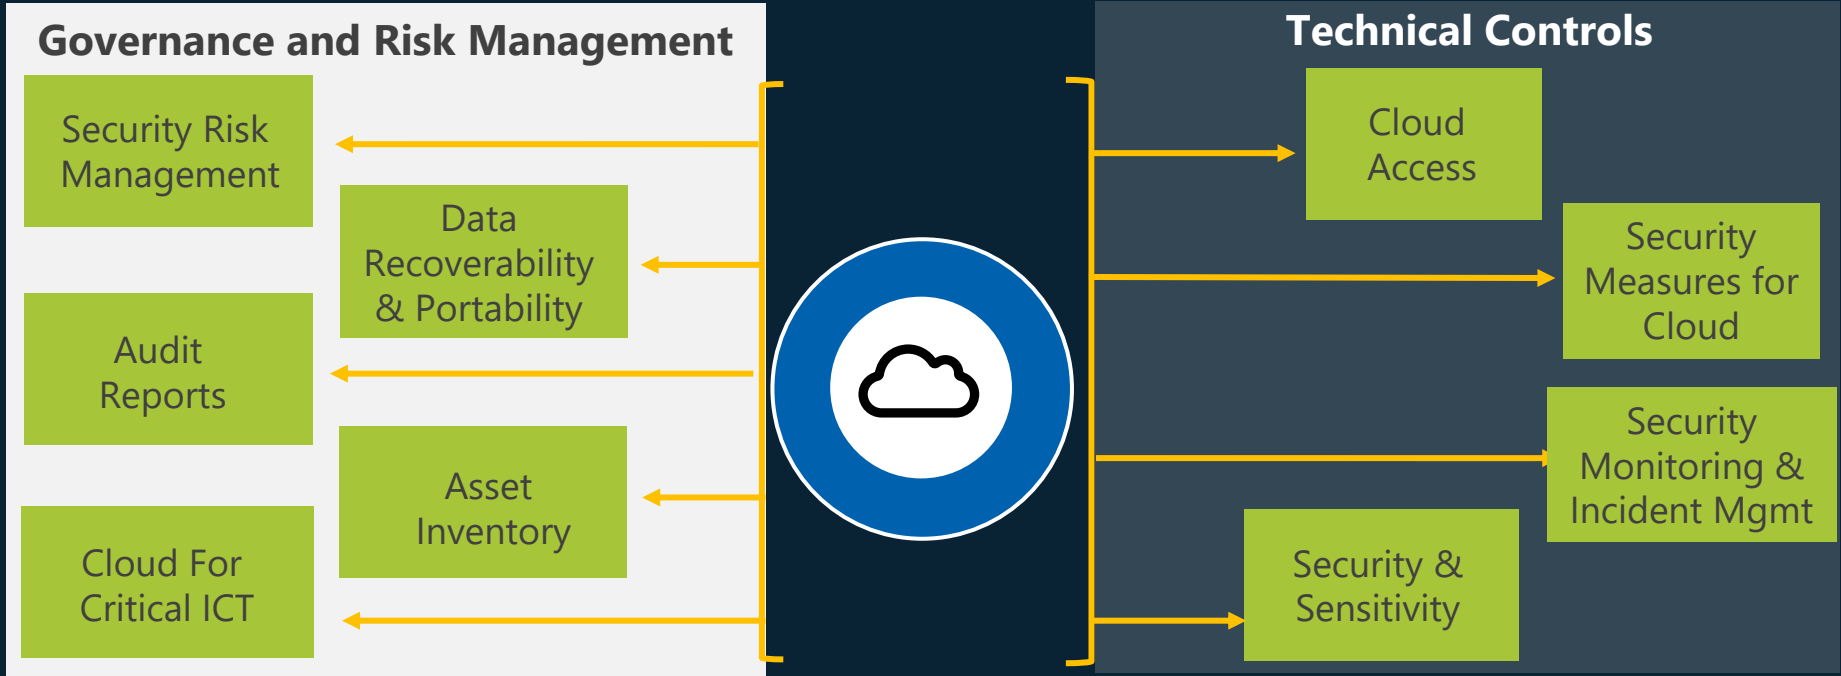 Governance and Risk Management
Security Risk
Management
Data
Recoverability
& Portability
Audit
Reports
Asset
Inventory
Cloud For
Critical ICT
Technical Controls
Cloud
Access
Security
Measures for
Cloud
Security
Monitoring &
Incident Mgmt
Security &
Sensitivity